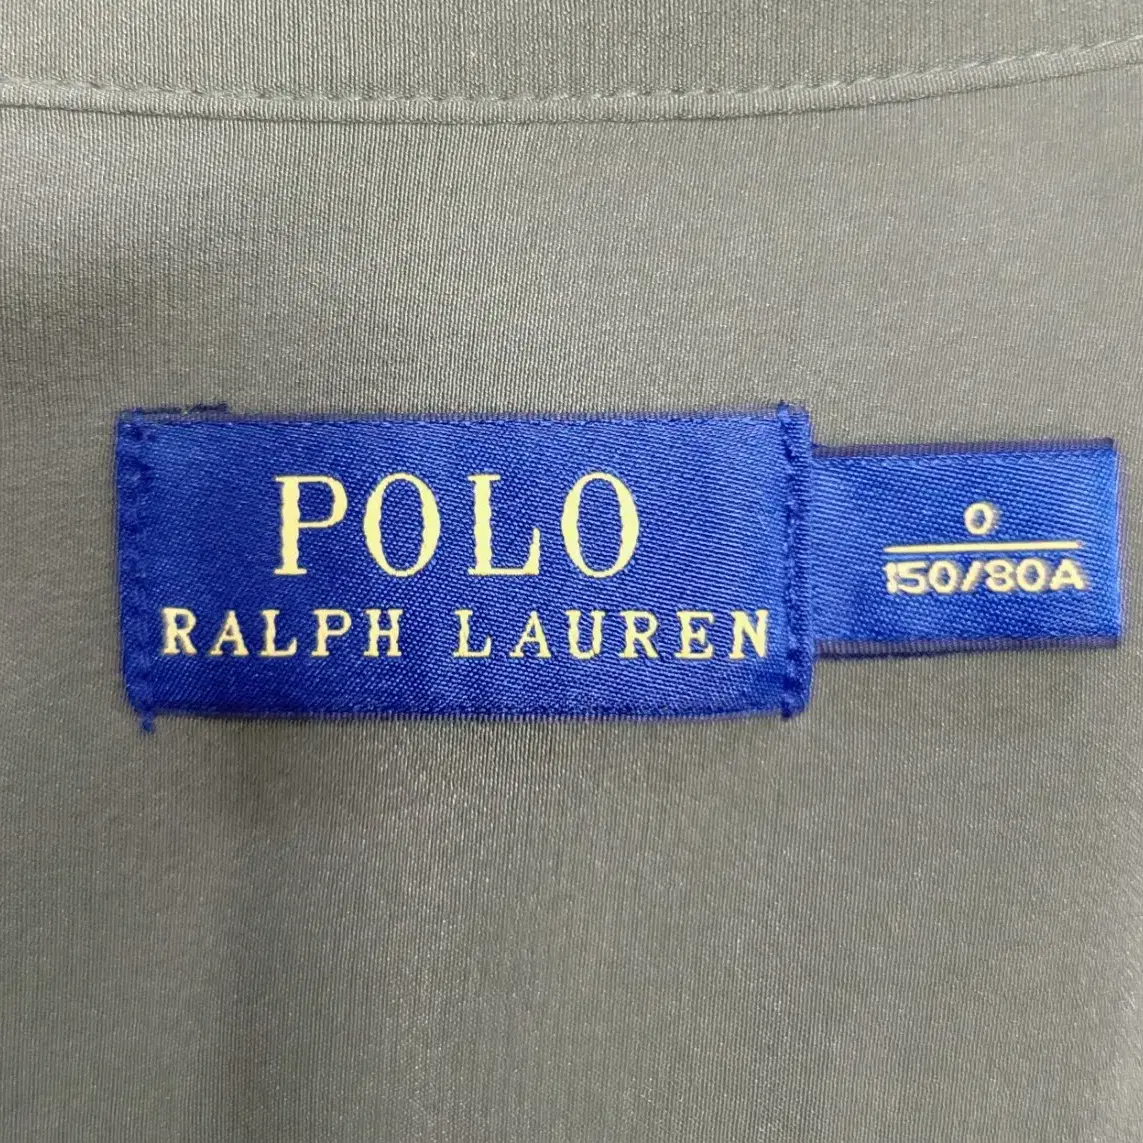 POLO
RALPH LAUREN
0
150/80A